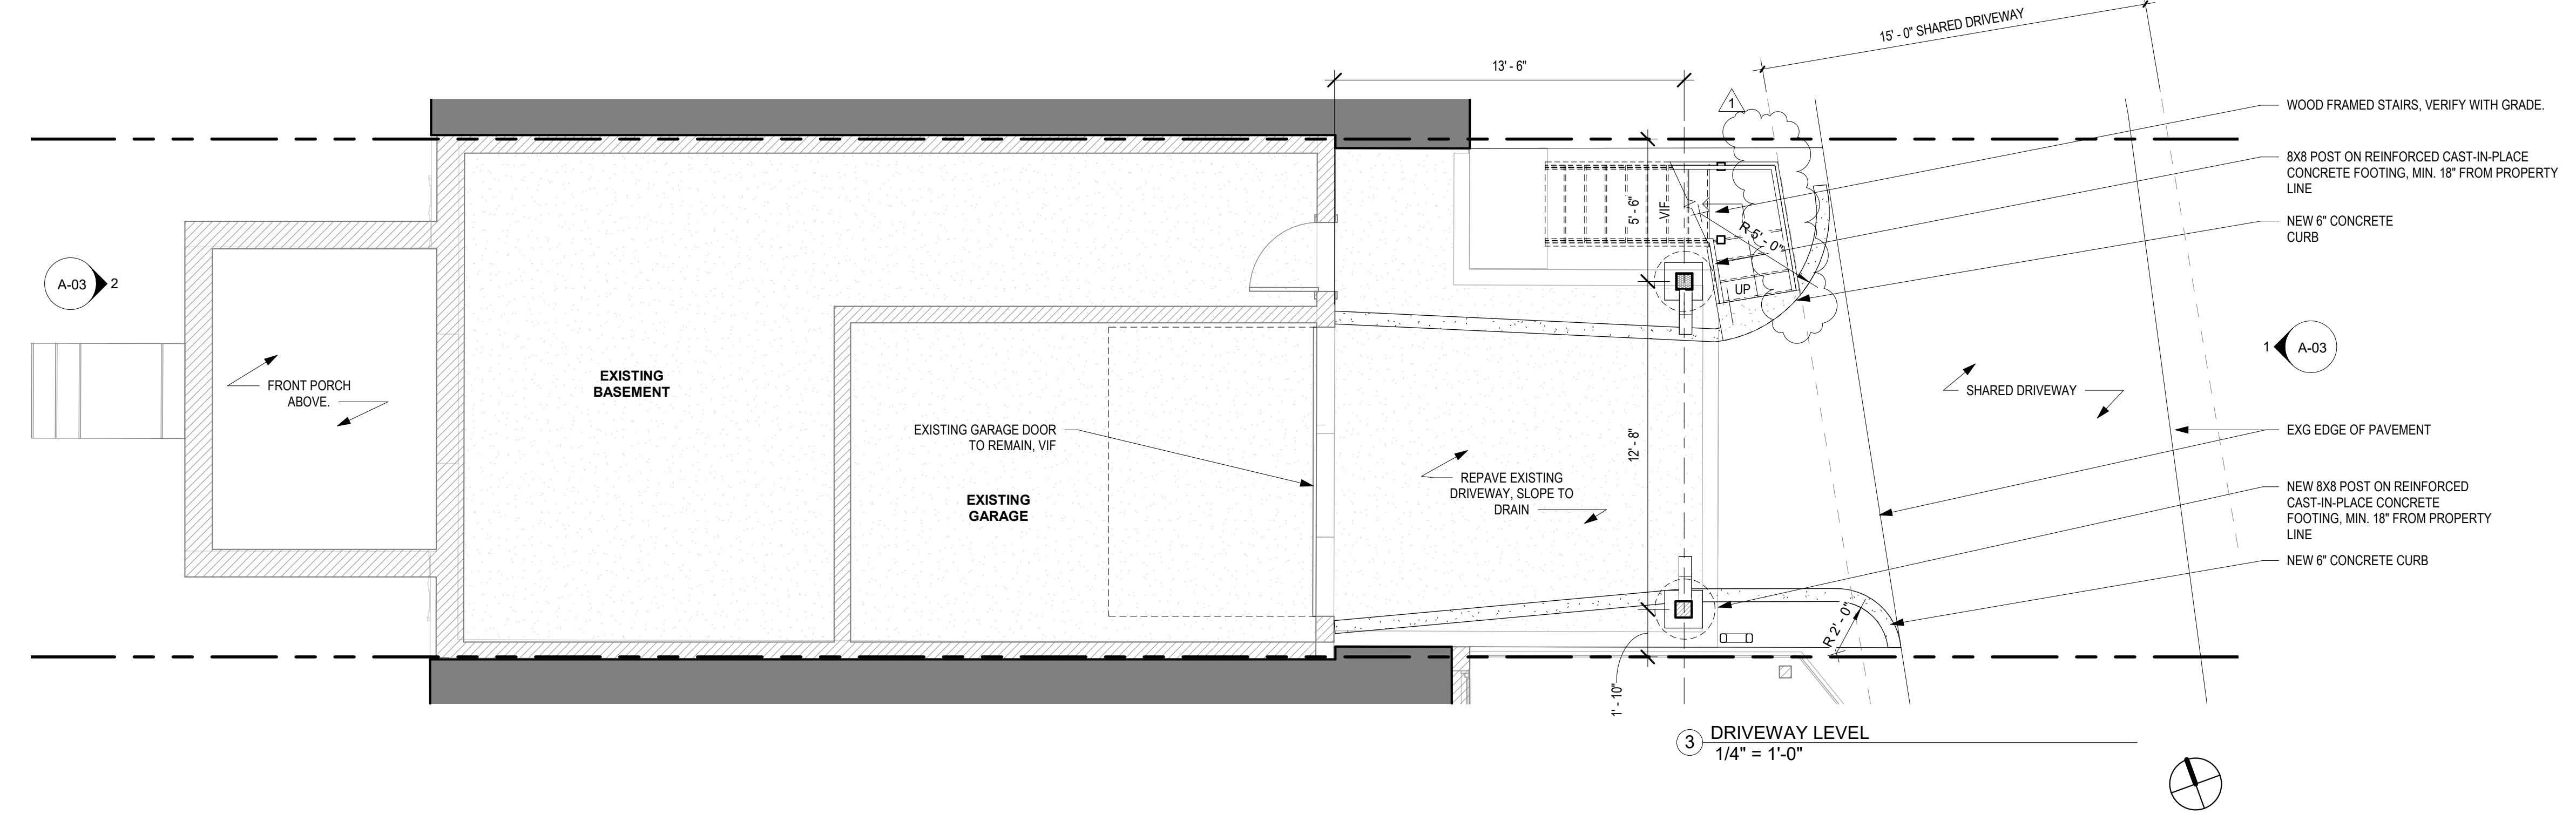 15' - 0" SHARED DRIVEWAY
13' - 6"
1
WOOD FRAMED STAIRS, VERIFY WITH GRADE.
8X8 POST ON REINFORCED CAST-IN-PLACE
CONCRETE FOOTING, MIN. 18" FROM PROPERTY
LINE
NEW 6" CONCRETE
CURB
5' - 6"
VIF
R 5' - 0"
UP
A-03
2
1
A-03
FRONT PORCH
ABOVE.
EXISTING
BASEMENT
EXISTING GARAGE DOOR
TO REMAIN, VIF
EXISTING
GARAGE
12' - 8"
REPAVE EXISTING
DRIVEWAY, SLOPE TO
DRAIN
SHARED DRIVEWAY
EXG EDGE OF PAVEMENT
NEW 8X8 POST ON REINFORCED
CAST-IN-PLACE CONCRETE
FOOTING, MIN. 18" FROM PROPERTY
LINE
NEW 6" CONCRETE CURB
R 2' - 0"
1' - 10"
3
DRIVEWAY LEVEL
1/4" = 1'-0"